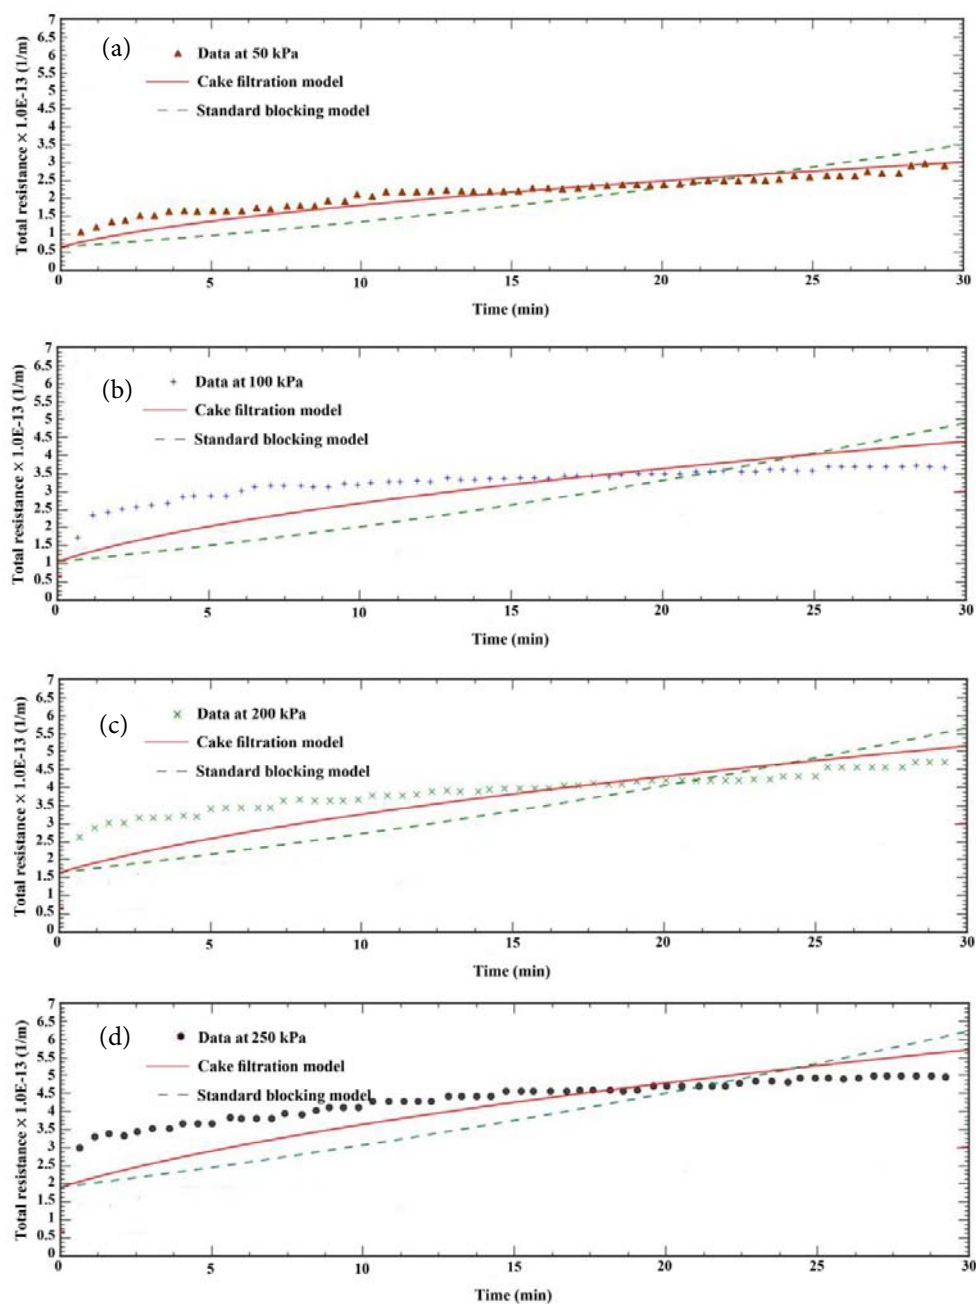 (a)
Data at 50 kPa
Cake filtration model
Standard blocking model
Total resistance × 1.0E-13 (1/m)
7
6.5
6
5.5
5
4.5
4
3.5
3
2.5
2
1.5
1
0.5
0
0 5 10 15 20 25 30
Time (min)
(b)
Data at 100 kPa
Cake filtration model
Standard blocking model
Total resistance × 1.0E-13 (1/m)
7
6.5
6
5.5
5
4.5
4
3.5
3
2.5
2
1.5
1
0.5
0
0 5 10 15 20 25 30
Time (min)
(c)
Data at 200 kPa
Cake filtration model
Standard blocking model
Total resistance × 1.0E-13 (1/m)
7
6.5
6
5.5
5
4.5
4
3.5
3
2.5
2
1.5
1
0.5
0
0 5 10 15 20 25 30
Time (min)
(d)
Data at 250 kPa
Cake filtration model
Standard blocking model
Total resistance × 1.0E-13 (1/m)
7
6.5
6
5.5
5
4.5
4
3.5
3
2.5
2
1.5
1
0.5
0
0 5 10 15 20 25 30
Time (min)